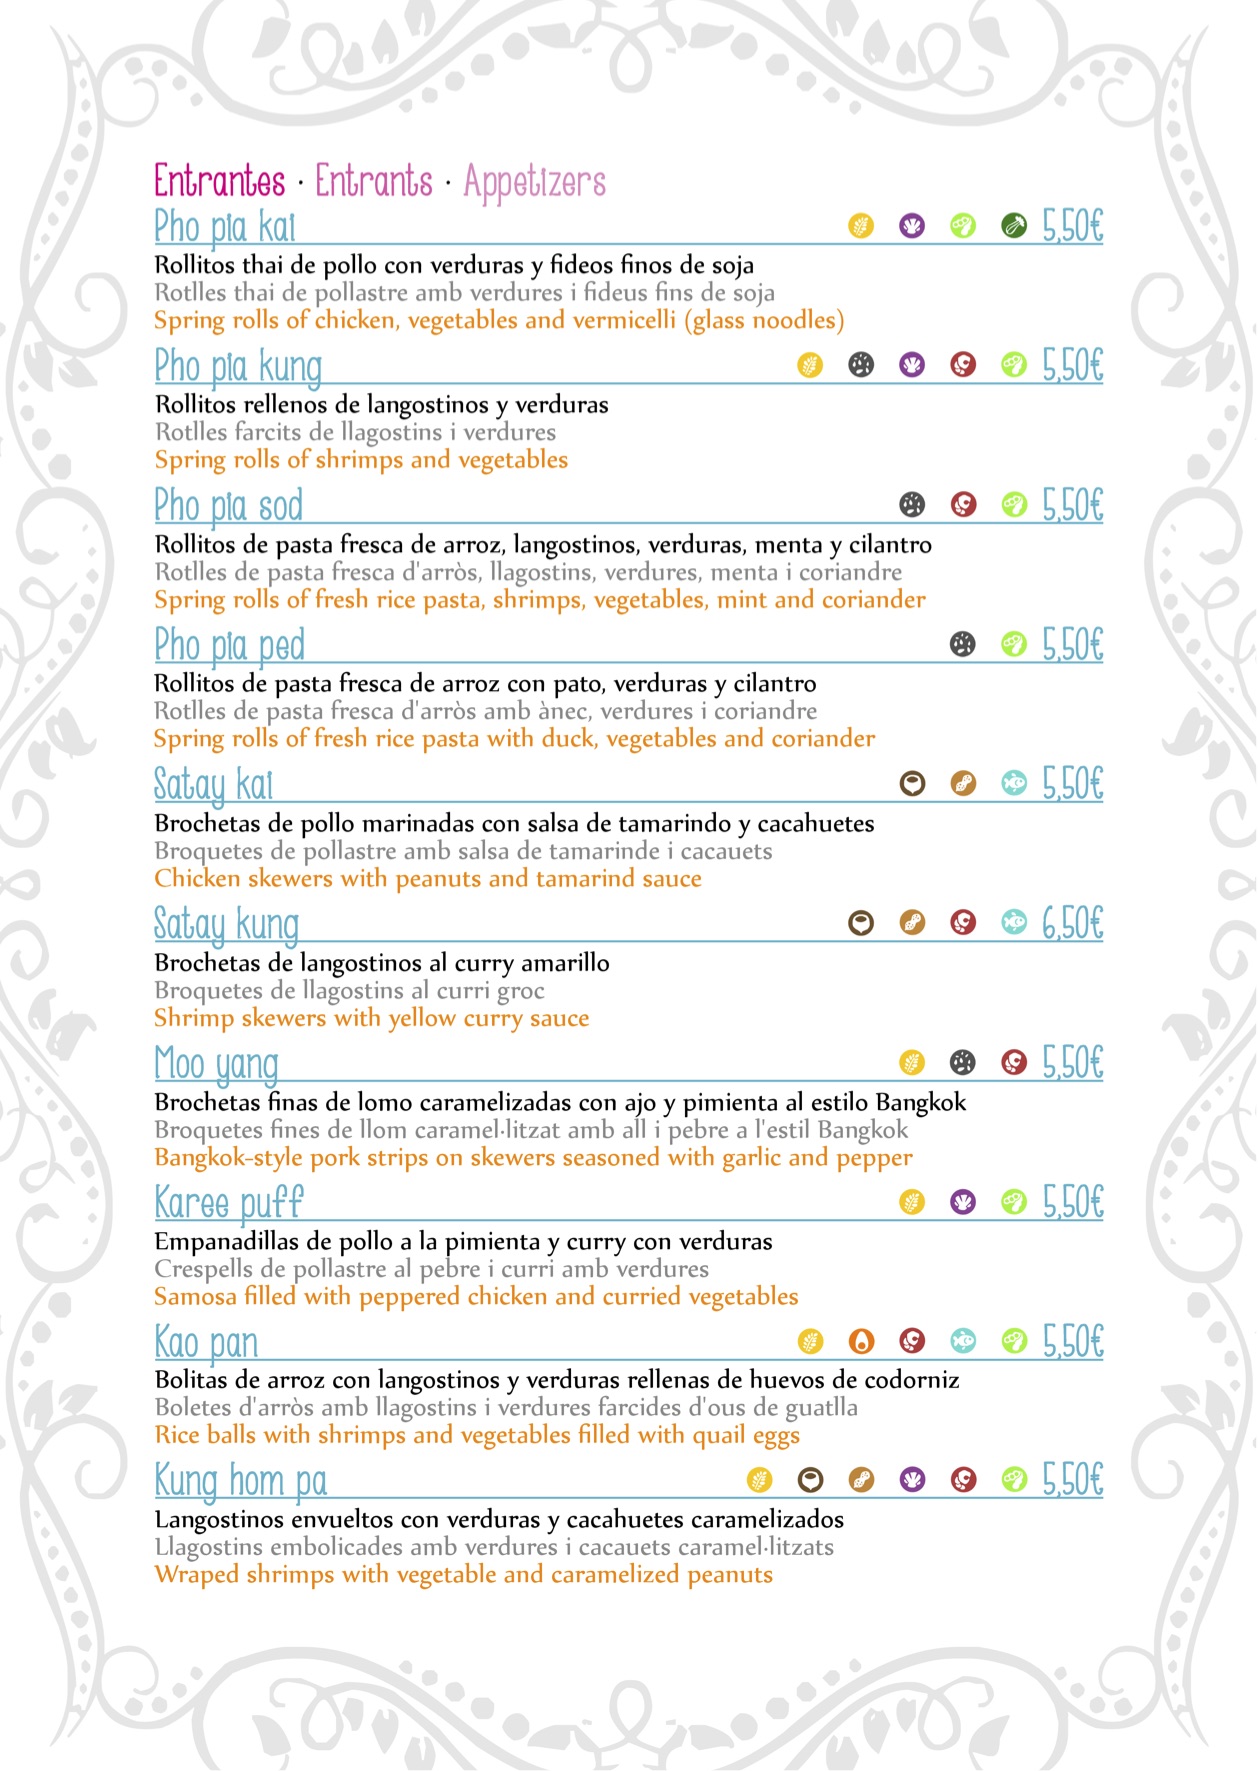 Entrantes · Entrants · Appetizers
Pho pia kai 5,50€
Rollitos thai de pollo con verduras y fideos finos de soja
Rotlles thai de pollastre amb verdures i fideus fins de soja
Spring rolls of chicken, vegetables and vermicelli (glass noodles)
Pho pia kung 5,50€
Rollitos rellenos de langostinos y verduras
Rotlles farcits de llagostins i verdures
Spring rolls of shrimps and vegetables
Pho pia sod 5,50€
Rollitos de pasta fresca de arroz, langostinos, verduras, menta y cilantro
Rotlles de pasta fresca d'arròs, llagostins, verdures, menta i coriandre
Spring rolls of fresh rice pasta, shrimps, vegetables, mint and coriander
Pho pia ped 5,50€
Rollitos de pasta fresca de arroz con pato, verduras y cilantro
Rotlles de pasta fresca d'arròs amb ànec, verdures i coriandre
Spring rolls of fresh rice pasta with duck, vegetables and coriander
Satay kai 5,50€
Brochetas de pollo marinadas con salsa de tamarindo y cacahuetes
Broquetes de pollastre amb salsa de tamarinde i cacauets
Chicken skewers with peanuts and tamarind sauce
Satay kung 6,50€
Brochetas de langostinos al curry amarillo
Broquetes de llagostins al curri groc
Shrimp skewers with yellow curry sauce
Moo yang 5,50€
Brochetas finas de lomo caramelizadas con ajo y pimienta al estilo Bangkok
Broquetes fines de llom caramel·litzat amb all i pebre a l'estil Bangkok
Bangkok-style pork strips on skewers seasoned with garlic and pepper
Karee puff 5,50€
Empanadillas de pollo a la pimienta y curry con verduras
Crespells de pollastre al pebre i curri amb verdures
Samosa filled with peppered chicken and curried vegetables
Kao pan 5,50€
Bolitas de arroz con langostinos y verduras rellenas de huevos de codorniz
Boletes d'arròs amb llagostins i verdures farcides d'ous de guatlla
Rice balls with shrimps and vegetables filled with quail eggs
Kung hom pa 5,50€
Langostinos envueltos con verduras y cacahuetes caramelizados
Llagostins embolicades amb verdures i cacauets caramel·litzats
Wraped shrimps with vegetable and caramelized peanuts